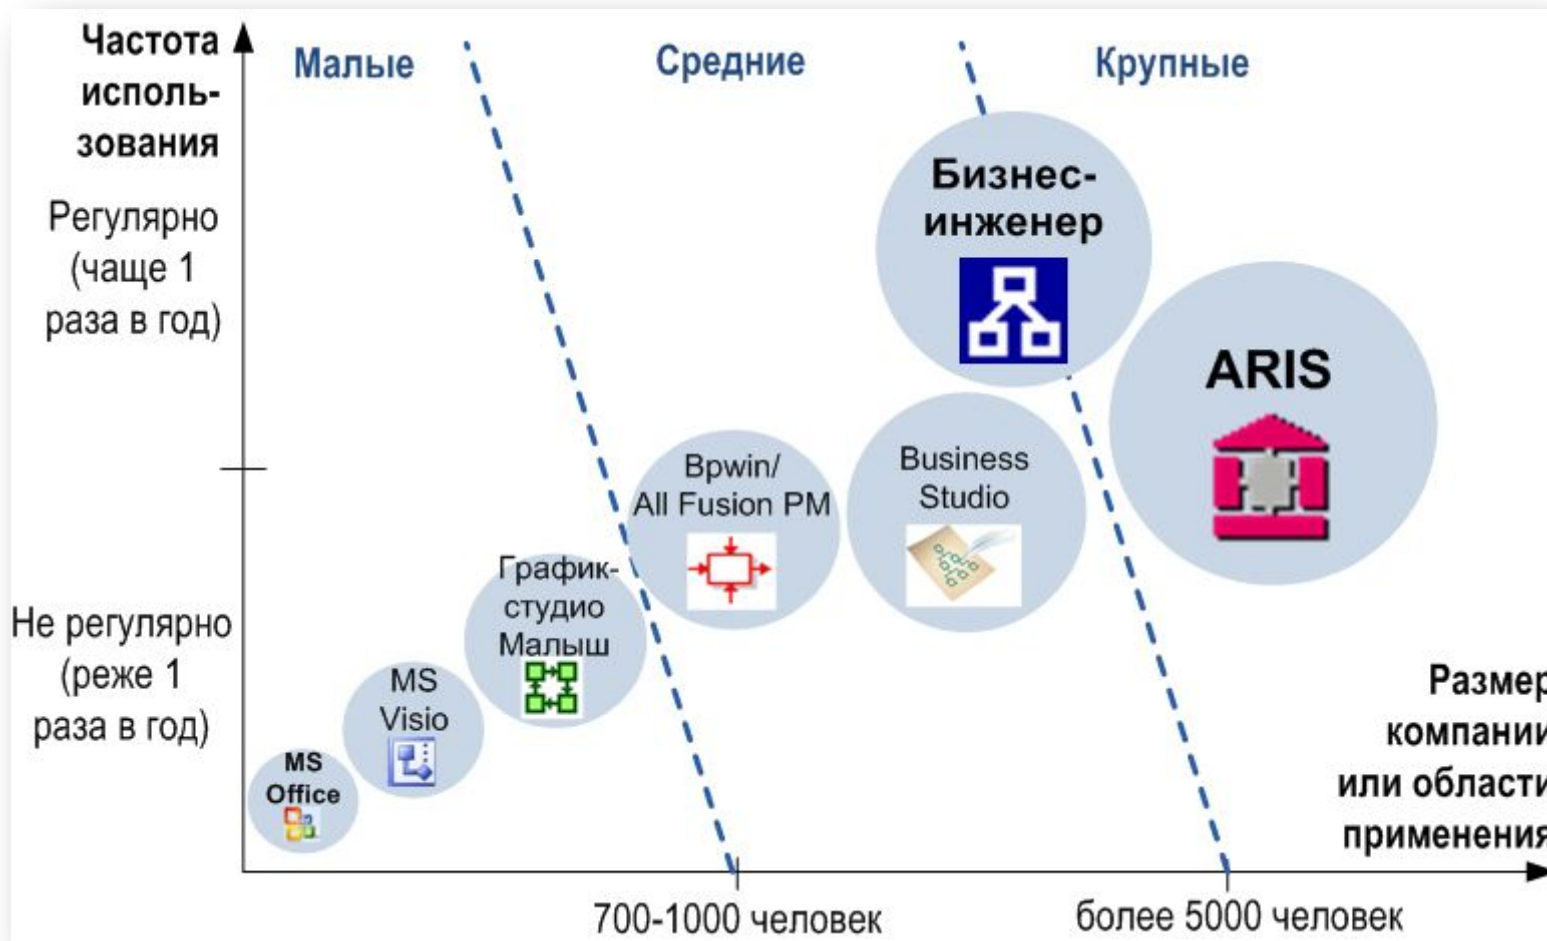 Частота
исполь-
зования
Малые
Средние
Крупные
Регулярно
(чаще 1
раза в год)
Бизнес-
инженер
ARIS
Bpwin/
All Fusion PM
Business
Studio
График-
студио
Малыш
Не регулярно
(реже 1
раза в год)
MS
Visio
MS
Office
Размер
компании
или области
применения
700-1000 человек
более 5000 человек